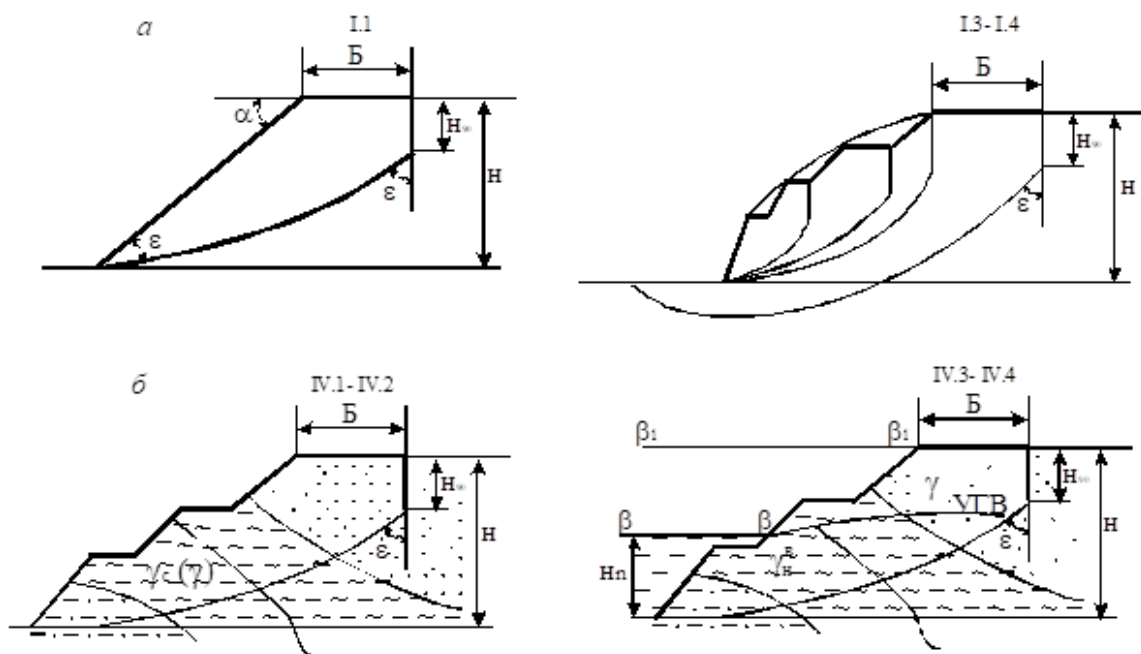 а
I.1
Б
α
H∞
H
ε
ε
I.3- I.4
Б
H∞
H
ε
б
IV.1- IV.2
Б
H∞
H
ε
IV.3- IV.4
Б
β₁
β₁
H∞
γ
УГВ
β
β
ε
H
Hп